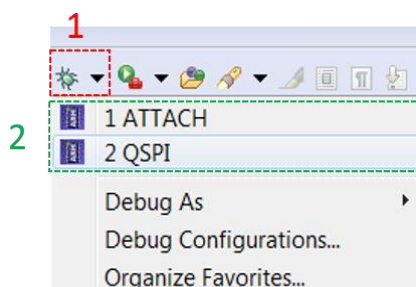 1
2
1 ATTACH
2 QSPI
Debug As
Debug Configurations...
Organize Favorites...